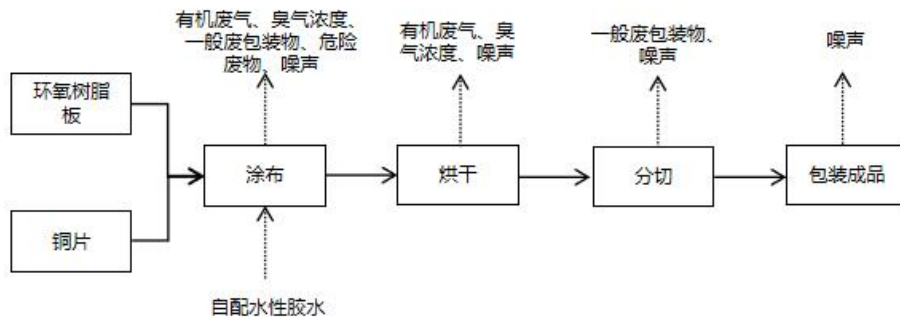 有机废气、臭气浓度、
一般废包装物、危险
废物、噪声
有机废气、臭
气浓度、噪声
一般废包装物、
噪声
噪声
环氧树脂
板
涂布
烘干
分切
包装成品
铜片
自配水性胶水